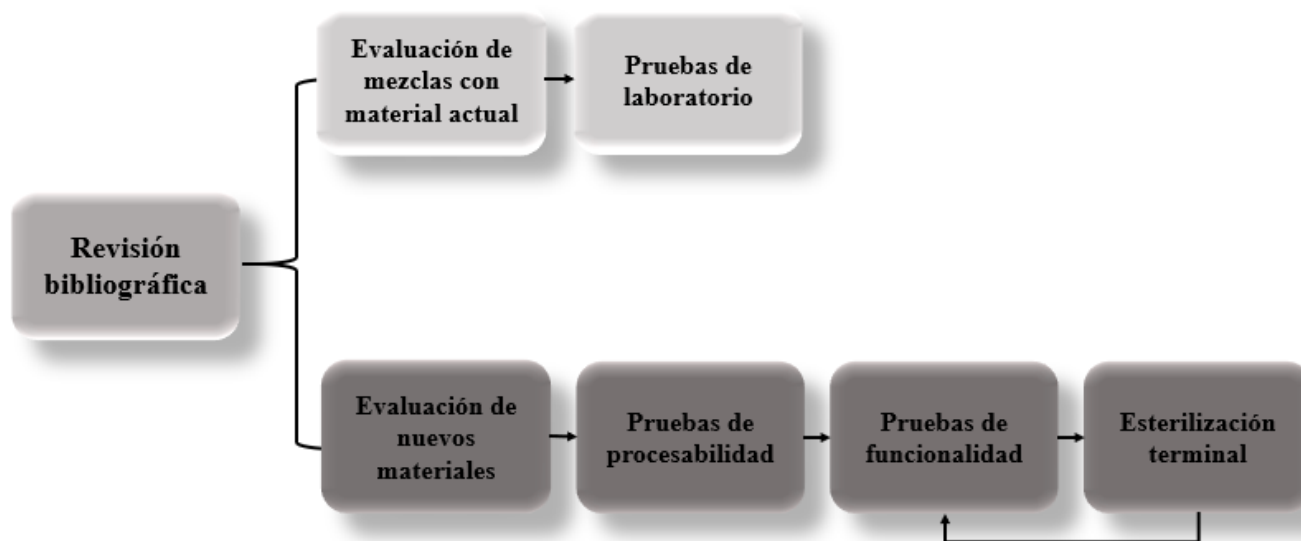 Evaluación de
mezclas con
material actual
Pruebas de
laboratorio
Revisión
bibliográfica
Evaluación de
nuevos
materiales
Pruebas de
procesabilidad
Pruebas de
funcionalidad
Esterilización
terminal